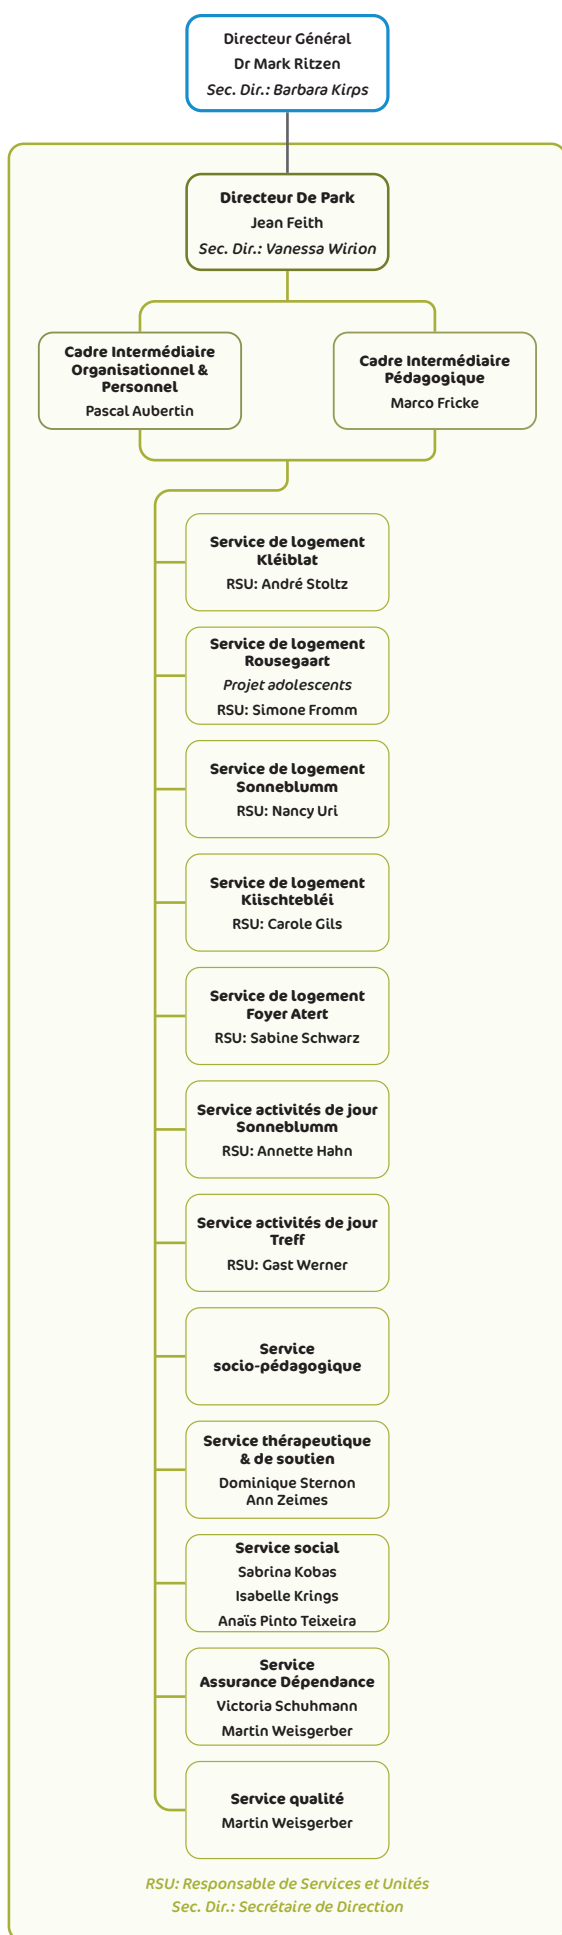 Directeur Général
Dr Mark Ritzen
Sec. Dir.: Barbara Kirps
Directeur De Park
Jean Feith
Sec. Dir.: Vanessa Wirion
Cadre Intermédiaire
Organisationnel &
Personnel
Pascal Aubertin
Cadre Intermédiaire
Pédagogique
Marco Fricke
Service de logement
Kléiblat
RSU: André Stoltz
Service de logement
Rousegaart
Projet adolescents
RSU: Simone Fromm
Service de logement
Sonneblumm
RSU: Nancy Uri
Service de logement
Kiischtebléi
RSU: Carole Gils
Service de logement
Foyer Atert
RSU: Sabine Schwarz
Service activités de jour
Sonneblumm
RSU: Annette Hahn
Service activités de jour
Treff
RSU: Gast Werner
Service
socio-pédagogique
Service thérapeutique
& de soutien
Dominique Sternon
Ann Zeimes
Service social
Sabrina Kobas
Isabelle Krings
Anaïs Pinto Teixeira
Service
Assurance Dépendance
Victoria Schuhmann
Martin Weisgerber
Service qualité
Martin Weisgerber
RSU: Responsable de Services et Unités
Sec. Dir.: Secrétaire de Direction